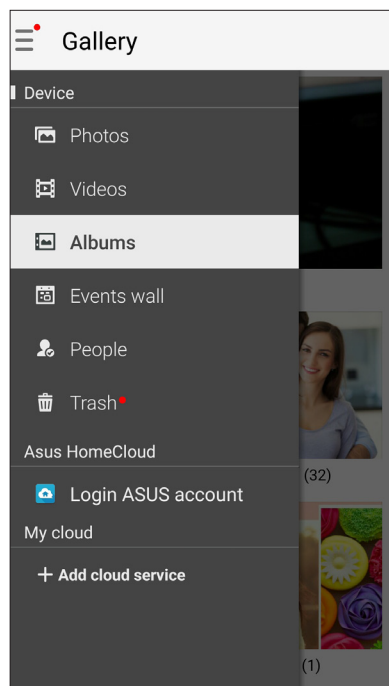 Gallery
Device
Photos
Videos
Albums
Events wall
People
Trash
Asus HomeCloud
(32)
Login ASUS account
My cloud
+ Add cloud service
(1)